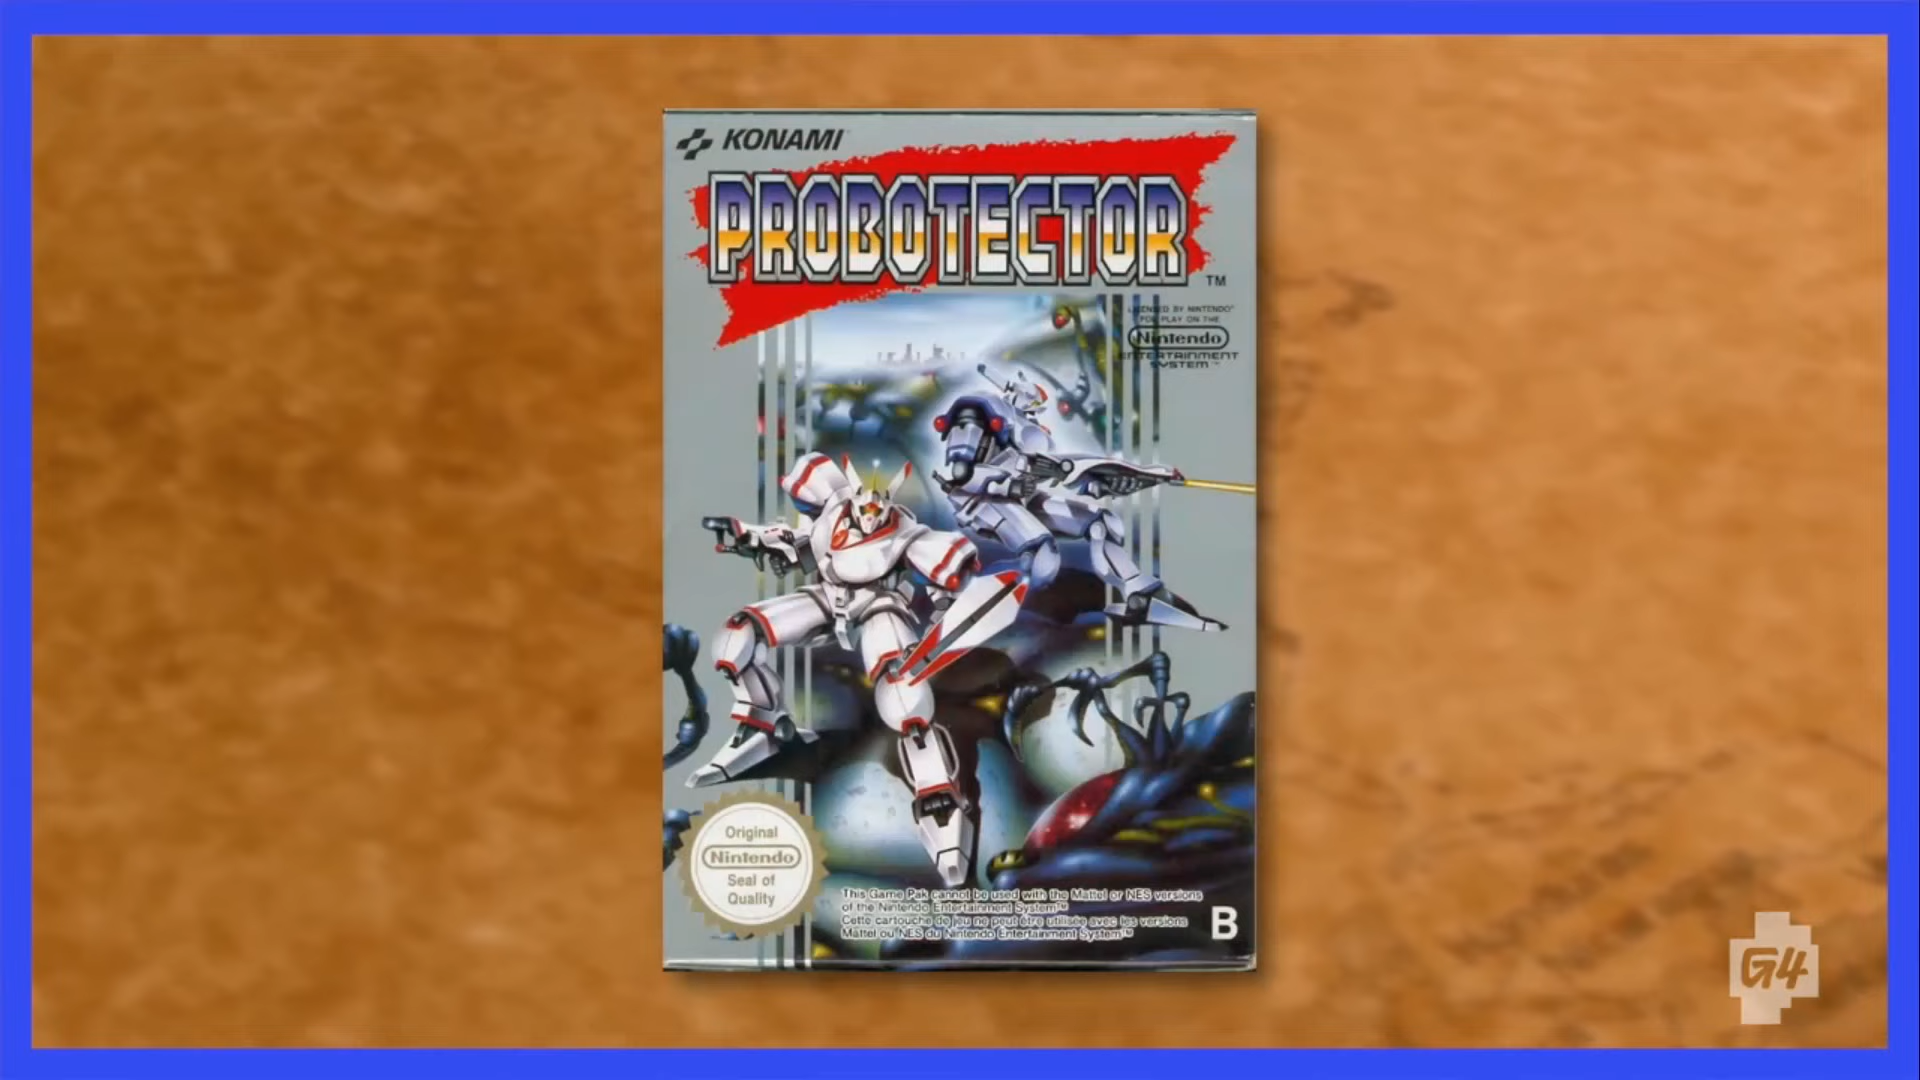 KONAMI
PROBOTECTOR
TM
LICENSED BY NINTENDO
FOR PLAY ON THE
Nintendo
ENTERTAINMENT
SYSTEM™
Original
Nintendo
Seal of
Quality
This Game Pak cannot be used with the Mattel or NES versions
of the Nintendo Entertainment System™
Cette cartouche de jeu ne peut être utilisée avec les versions
Mattel ou NES du Nintendo Entertainment System™
B
G4